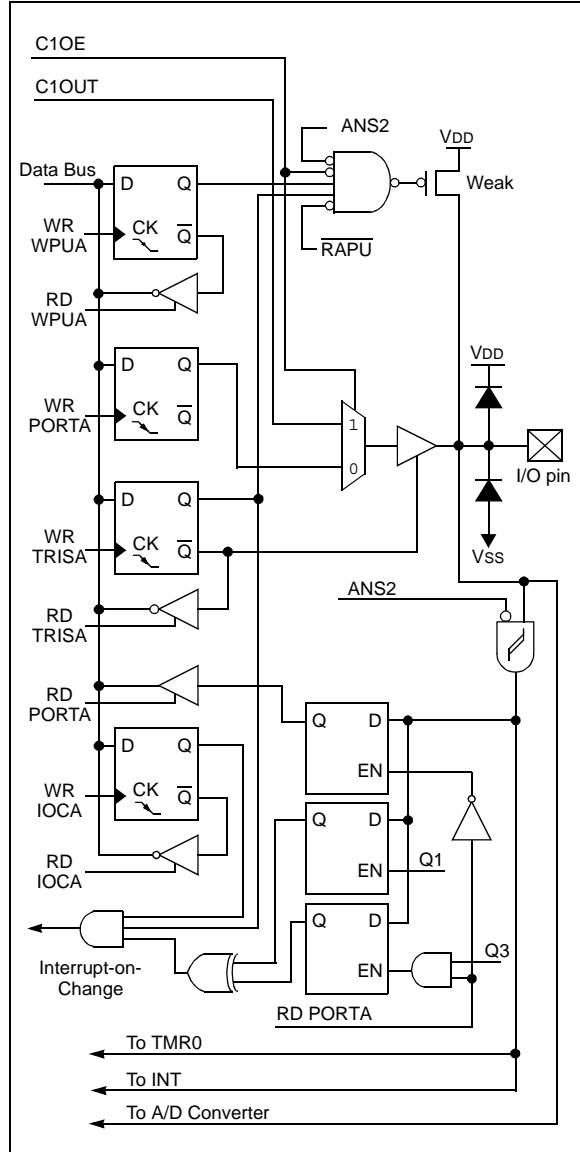 C1OE
C1OUT
ANS2
VDD
Data Bus
D Q
Weak
WR
WPUA
CK
Q
RAPU
RD
WPUA
D Q
VDD
WR
PORTA
CK
Q
1
0
I/O pin
D Q
WR
TRISA
CK
Q
VSS
ANS2
RD
TRISA
RD
PORTA
Q D
D Q
EN
WR
IOCA
CK
Q
Q D
RD
IOCA
EN
Q1
Q D
Q3
Interrupt-on-
Change
EN
RD PORTA
To TMR0
To INT
To A/D Converter